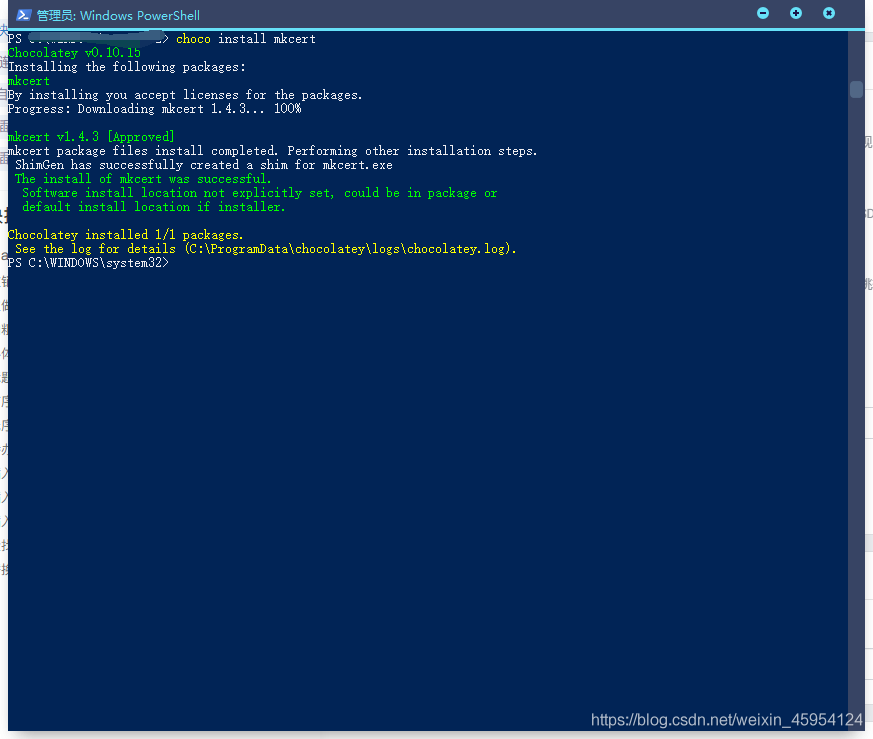 管理员: Windows PowerShell
PS > choco install mkcert
Chocolatey v0.10.15
Installing the following packages:
mkcert
By installing you accept licenses for the packages.
Progress: Downloading mkcert 1.4.3... 100%
mkcert v1.4.3 [Approved]
mkcert package files install completed. Performing other installation steps.
ShimGen has successfully created a shim for mkcert.exe
The install of mkcert was successful.
Software install location not explicitly set, could be in package or
default install location if installer.
Chocolatey installed 1/1 packages.
See the log for details (C:\ProgramData\chocolatey\logs\chocolatey.log).
PS C:\WINDOWS\system32>
https://blog.csdn.net/weixin_45954124